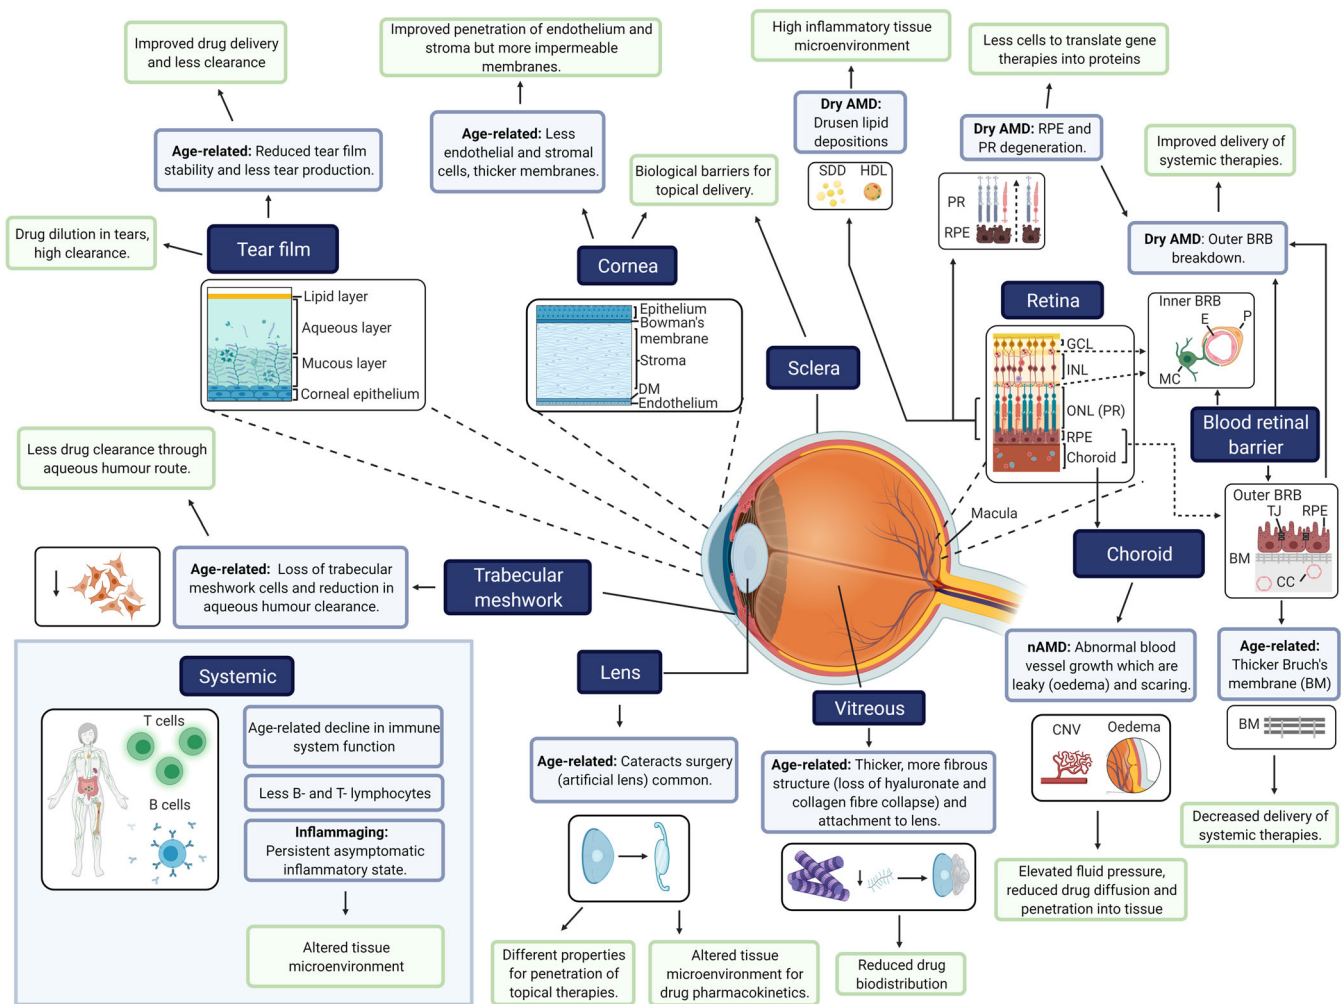 Improved drug delivery
and less clearance
Improved penetration of endothelium and
stroma but more impermeable
membranes.
High inflammatory tissue
microenvironment
Less cells to translate gene
therapies into proteins
Age-related: Reduced tear film
stability and less tear production.
Age-related: Less
endothelial and stromal
cells, thicker membranes.
Dry AMD:
Drusen lipid
depositions
Dry AMD: RPE and
PR degeneration.
Improved delivery of
systemic therapies.
Biological barriers for
topical delivery.
SDD
HDL
PR
RPE
Drug dilution in tears,
high clearance.
Tear film
Cornea
Dry AMD: Outer BRB
breakdown.
Lipid layer
Aqueous layer
Mucous layer
Corneal epithelium
Epithelium
Bowman's
membrane
Stroma
DM
Endothelium
Sclera
Retina
GCL
INL
ONL (PR)
RPE
Choroid
Inner BRB
E
P
MC
Blood retinal
barrier
Less drug clearance through
aqueous humour route.
Macula
Choroid
Outer BRB
TJ
RPE
BM
CC
Age-related: Loss of trabecular
meshwork cells and reduction in
aqueous humour clearance.
Trabecular
meshwork
Systemic
T cells
B cells
Age-related decline in immune
system function
Less B- and T- lymphocytes
Inflammaging:
Persistent asymptomatic
inflammatory state.
Altered tissue
microenvironment
Lens
Age-related: Cateracts surgery
(artificial lens) common.
Different properties
for penetration of
topical therapies.
Altered tissue
microenvironment for
drug pharmacokinetics.
Vitreous
Age-related: Thicker, more fibrous
structure (loss of hyaluronate and
collagen fibre collapse) and
attachment to lens.
Reduced drug
biodistribution
nAMD: Abnormal blood
vessel growth which are
leaky (oedema) and scaring.
CNV
Oedema
Elevated fluid pressure,
reduced drug diffusion and
penetration into tissue
Age-related:
Thicker Bruch's
membrane (BM)
BM
Decreased delivery of
systemic therapies.